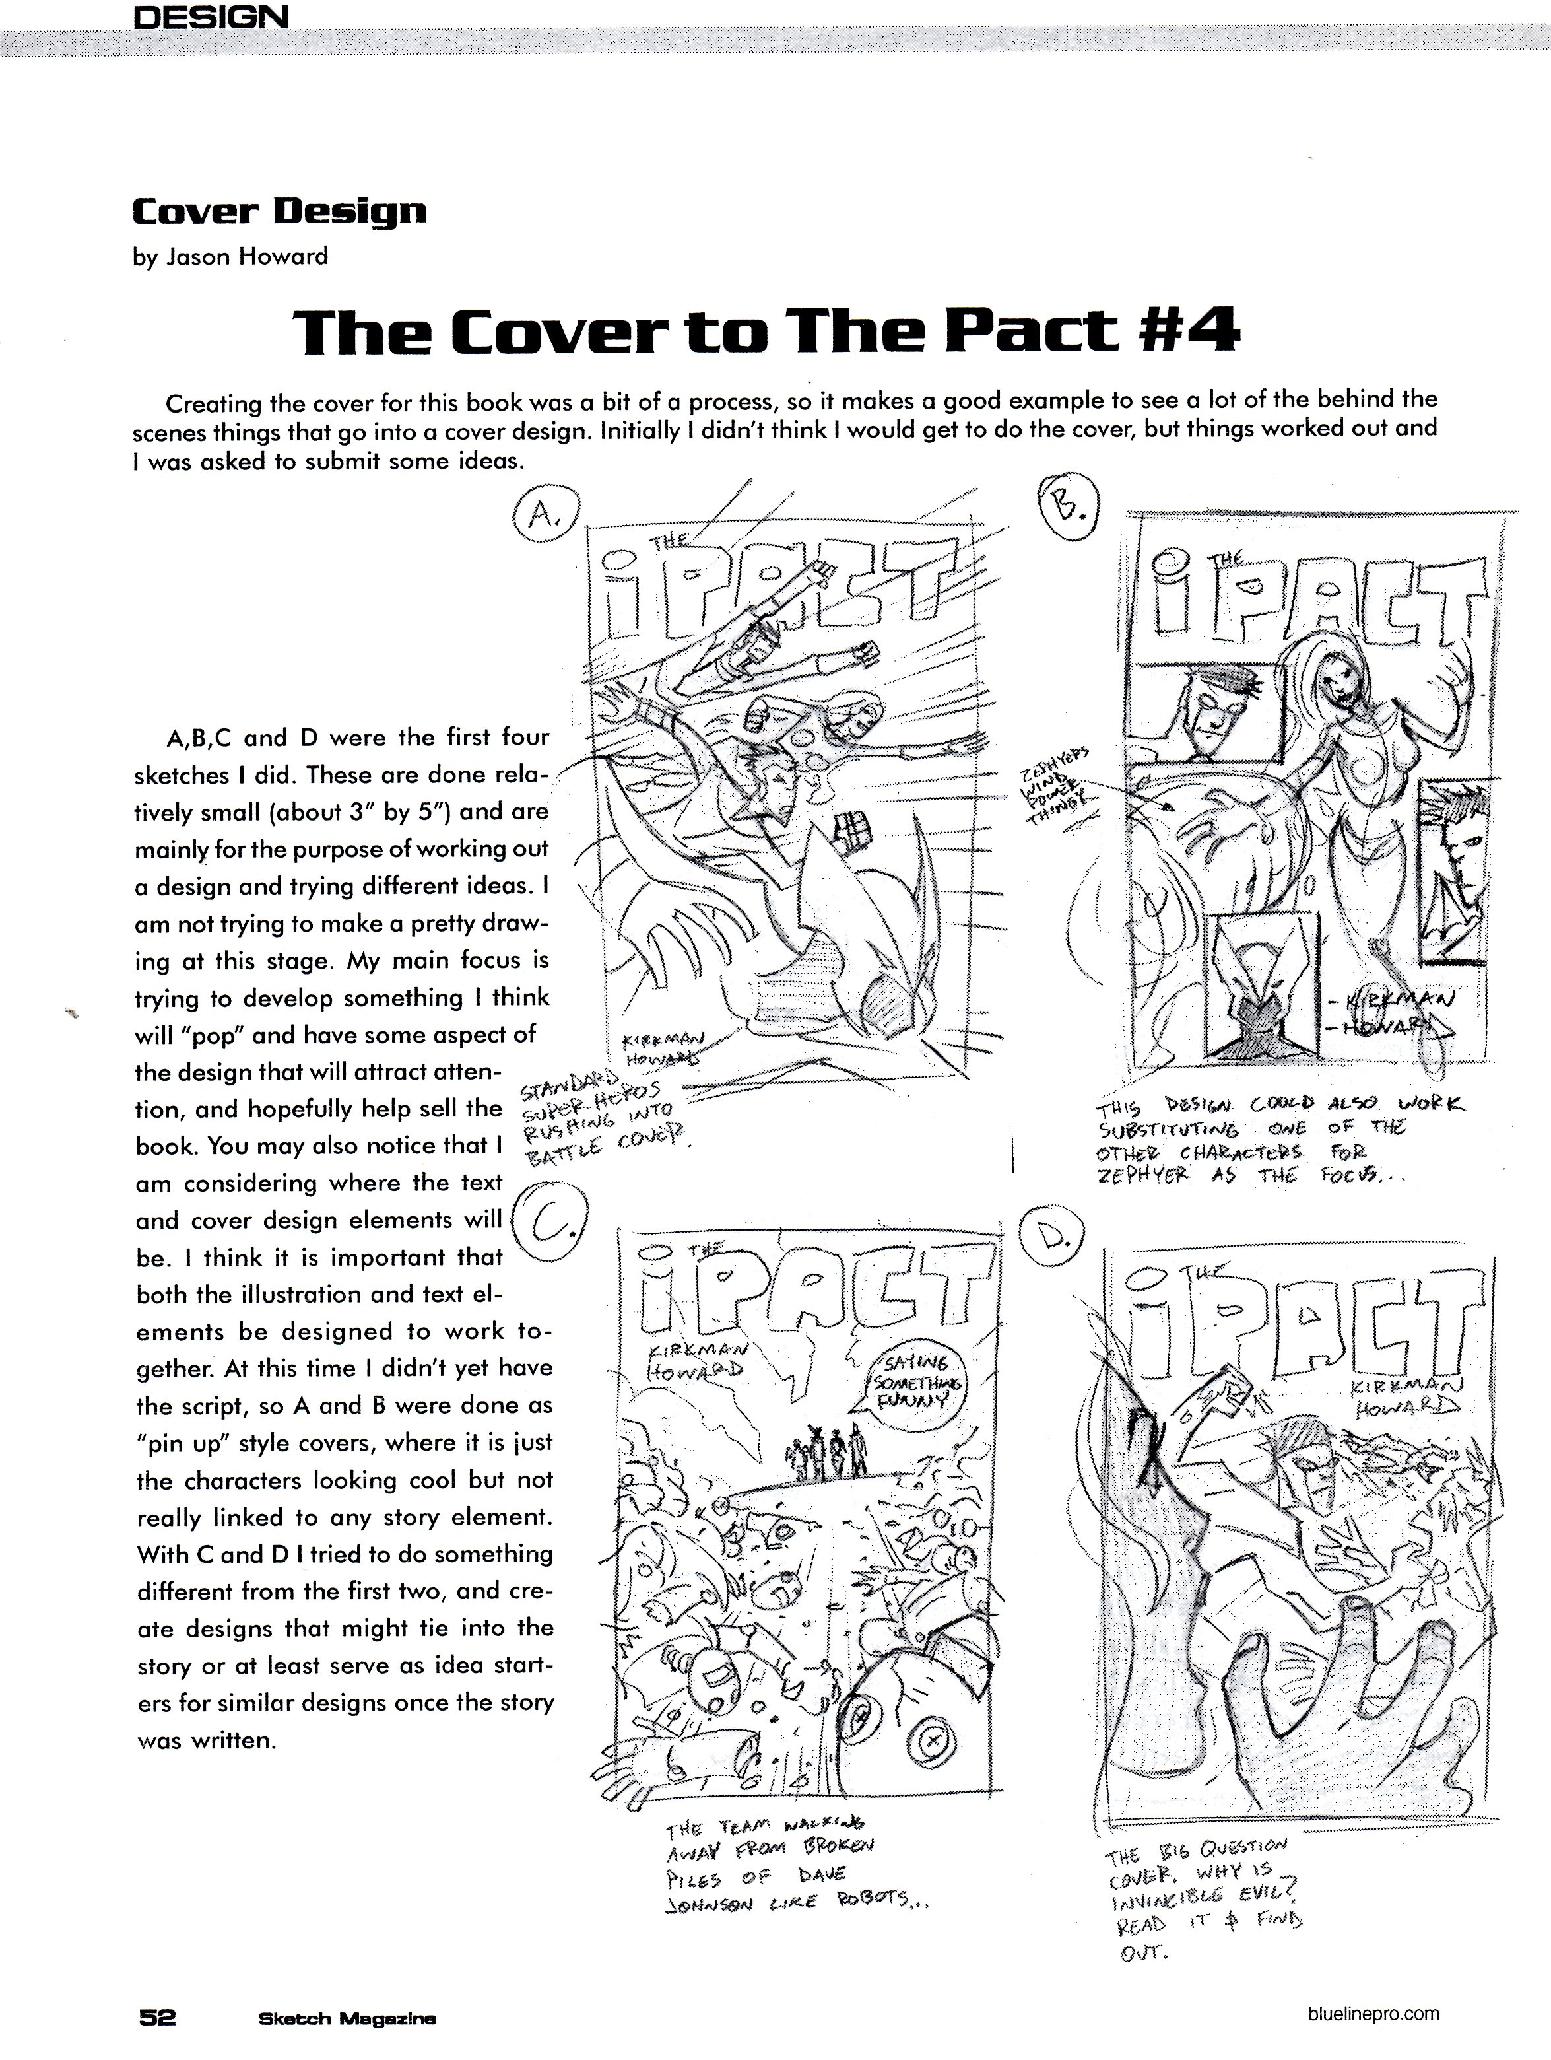 DESIGN
Cover Design
by Jason Howard
The Cover to The Pact #4
Creating the cover for this book was a bit of a process, so it makes a good example to see a lot of the behind the
scenes things that go into a cover design. Initially I didn't think I would get to do the cover, but things worked out and
I was asked to submit some ideas.
A,B,C and D were the first four
sketches I did. These are done rela-
tively small (about 3" by 5") and are
mainly for the purpose of working out
a design and trying different ideas. I
am not trying to make a pretty draw-
ing at this stage. My main focus is
trying to develop something I think
will "pop" and have some aspect of
the design that will attract atten-
tion, and hopefully help sell the
book. You may also notice that I
am considering where the text
and cover design elements will
be. I think it is important that
both the illustration and text el-
ements be designed to work to-
gether. At this time I didn't yet have
the script, so A and B were done as
"pin up" style covers, where it is just
the characters looking cool but not
really linked to any story element.
With C and D I tried to do something
different from the first two, and cre-
ate designs that might tie into the
story or at least serve as idea start-
ers for similar designs once the story
was written.
A.
THE
i PACT
KIRKMAN
HOWARD
STANDARD
SUPER-HEROS
RUSHING INTO
BATTLE COVER.
B.
THE
i PACT
ZEPHYERS
WIND
POWER
THINGY
-KIRKMAN
-HOWARD
THIS DESIGN COULD ALSO WORK
SUBSTITUTING ONE OF THE
OTHER CHARACTERS FOR
ZEPHYER AS THE FOCUS...
C.
THE
i PACT
KIRKMAN
HOWARD
SAYING
SOMETHING
FUNNY
THE TEAM WALKING
AWAY FROM BROKEN
PILES OF DAVE
JOHNSON LIKE ROBOTS...
D.
THE
i PACT
KIRKMAN
HOWARD
THE BIG QUESTION
COVER. WHY IS
INVINCIBLE EVIL?
READ IT & FIND
OUT.
52
Sketch Magazine
bluelinepro.com